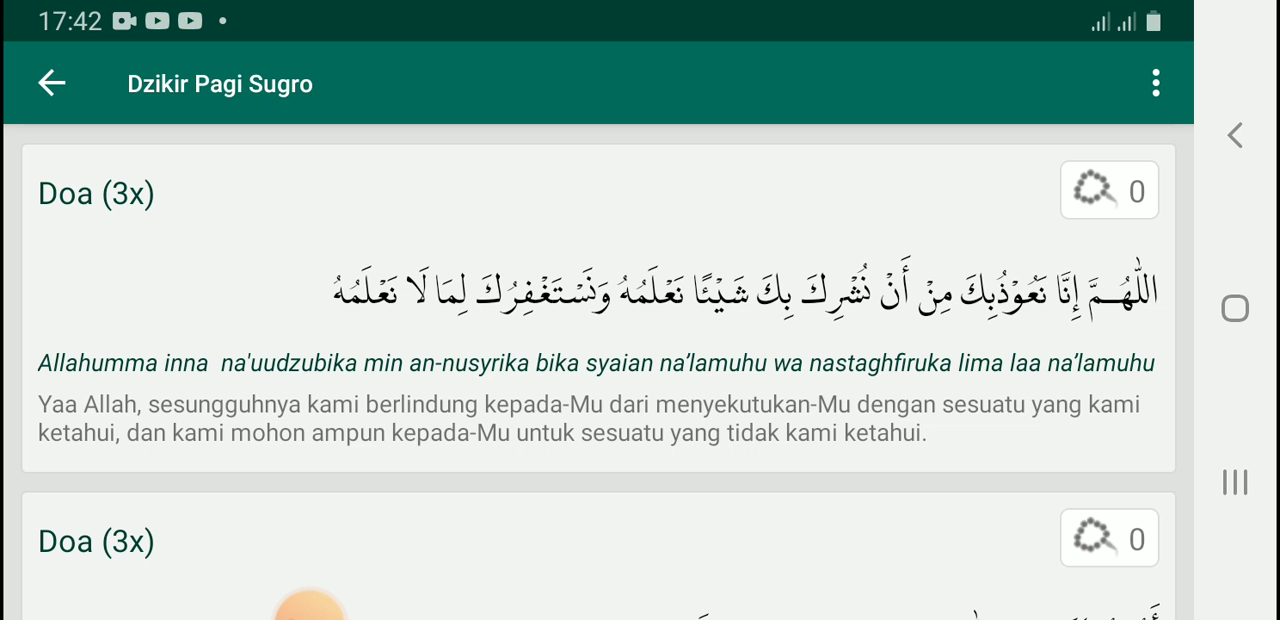 17:42
Dzikir Pagi Sugro
Doa (3x)
0
اللّٰهُـمَّ إِنَّا نَعُوْذُبِكَ مِنْ أَنْ نُشْرِكَ بِكَ شَيْئًا نَعْلَمُهُ وَنَسْتَغْفِرُكَ لِمَا لَا نَعْلَمُهُ
Allahumma inna na'uudzubika min an-nusyrika bika syaian na’lamuhu wa nastaghfiruka lima laa na’lamuhu
Yaa Allah, sesungguhnya kami berlindung kepada-Mu dari menyekutukan-Mu dengan sesuatu yang kami
ketahui, dan kami mohon ampun kepada-Mu untuk sesuatu yang tidak kami ketahui.
Doa (3x)
0